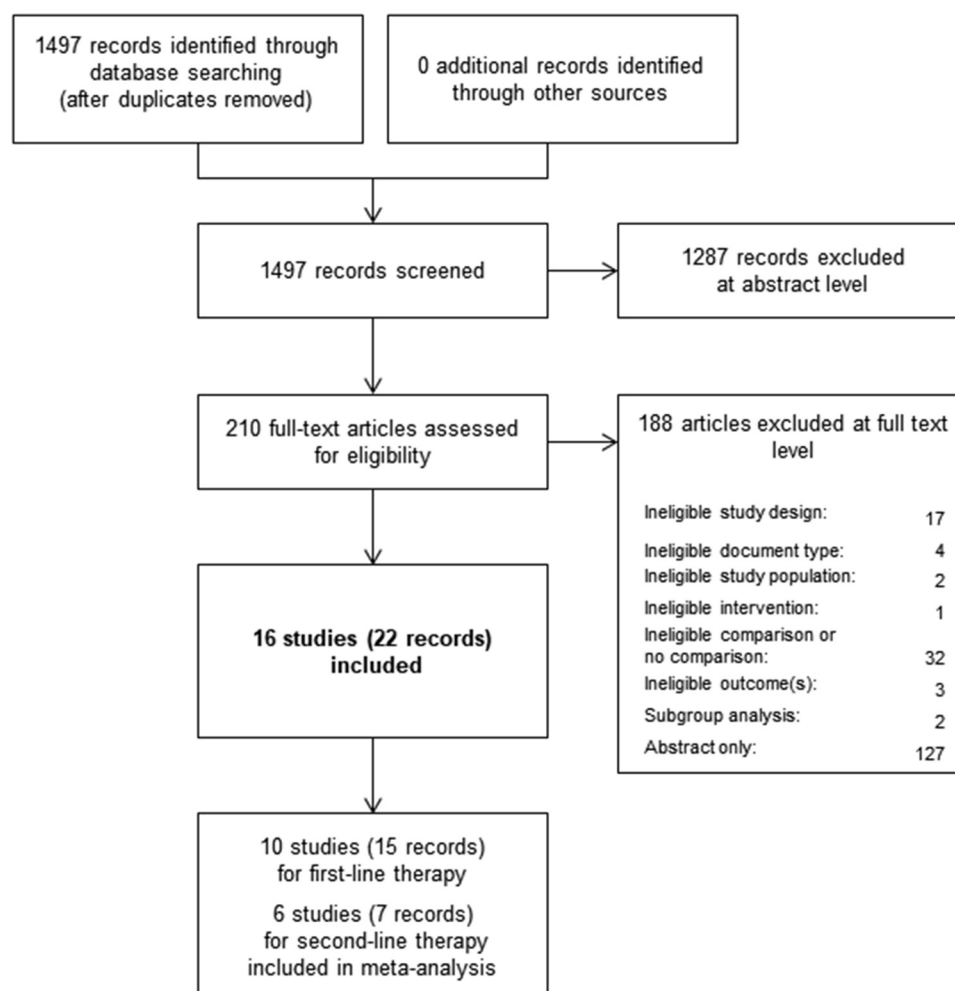 1497 records identified through
database searching
(after duplicates removed)
0 additional records identified
through other sources
1497 records screened
1287 records excluded
at abstract level
210 full-text articles assessed
for eligibility
188 articles excluded at full text
level
Ineligible study design: 17
Ineligible document type: 4
Ineligible study population: 2
Ineligible intervention: 1
Ineligible comparison or
no comparison: 32
Ineligible outcome(s): 3
Subgroup analysis: 2
Abstract only: 127
16 studies (22 records)
included
10 studies (15 records)
for first-line therapy
6 studies (7 records)
for second-line therapy
included in meta-analysis